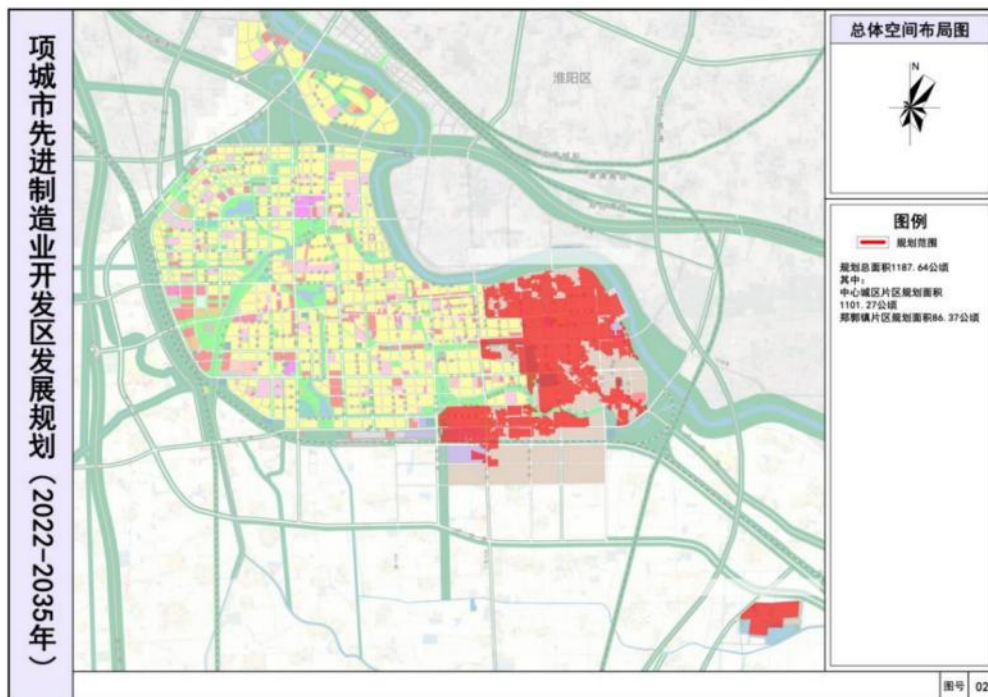 项城市先进制造业开发区发展规划（2022-2035年）
淮阳区
总体空间布局图
N
图例
规划范围
规划总面积1187.64公顷
其中：
中心城区片区规划面积
1101.27公顷
郑郭镇片区规划面积86.37公顷
图号 02